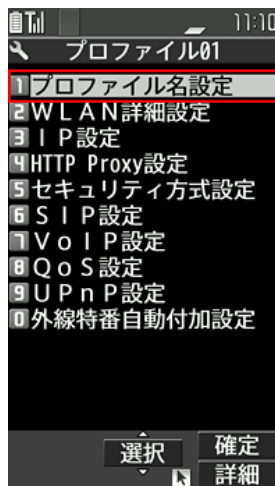 11:10
プロファイル01
1プロファイル名設定
2WLAN詳細設定
3IP設定
4HTTP Proxy設定
5セキュリティ方式設定
6SIP設定
7VoIP設定
8QoS設定
9UPnP設定
0外線特番自動付加設定
確定
選択
詳細